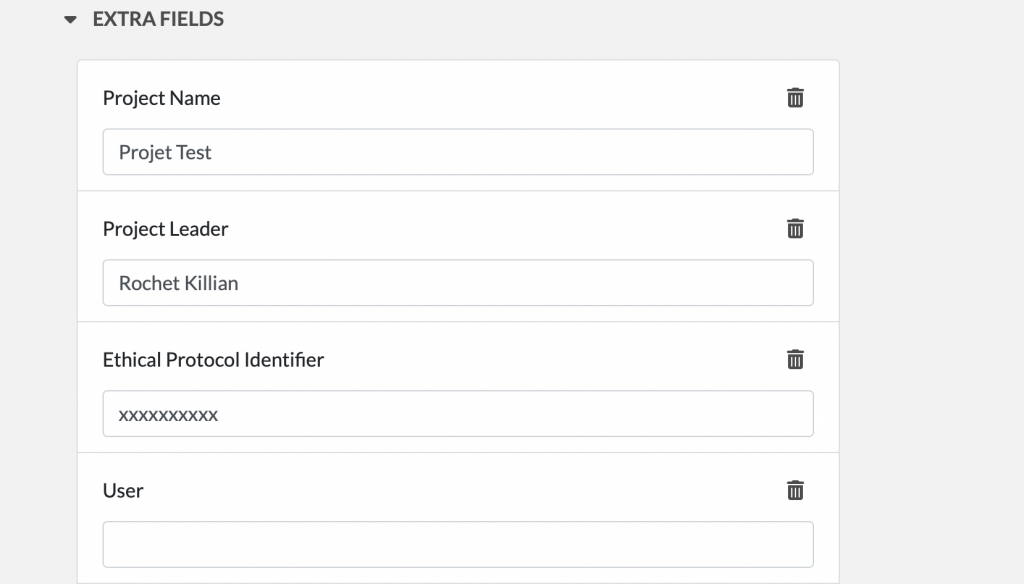 EXTRA FIELDS
Project Name
Projet Test
Project Leader
Rochet Killian
Ethical Protocol Identifier
xxxxxxxxxx
User